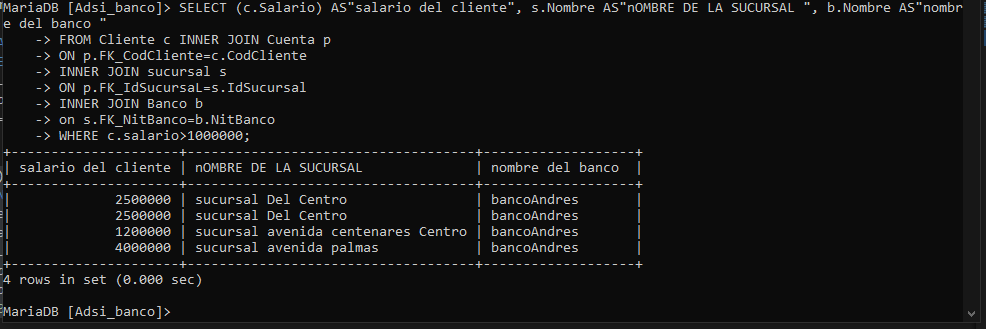 MariaDB [Adsi_banco]> SELECT (c.Salario) AS"salario del cliente", s.Nombre AS"nOMBRE DE LA SUCURSAL ", b.Nombre AS"nombr
e del banco "
    -> FROM Cliente c INNER JOIN Cuenta p
    -> ON p.FK_CodCliente=c.CodCliente
    -> INNER JOIN sucursal s
    -> ON p.FK_IdSucursaL=s.IdSucursal
    -> INNER JOIN Banco b
    -> on s.FK_NitBanco=b.NitBanco
    -> WHERE c.salario>1000000;
+---------------------+------------------------------------+-------------------+
| salario del cliente | nOMBRE DE LA SUCURSAL              | nombre del banco  |
+---------------------+------------------------------------+-------------------+
|             2500000 | sucursal Del Centro                | bancoAndres       |
|             2500000 | sucursal Del Centro                | bancoAndres       |
|             1200000 | sucursal avenida centenares Centro | bancoAndres       |
|             4000000 | sucursal avenida palmas            | bancoAndres       |
+---------------------+------------------------------------+-------------------+
4 rows in set (0.000 sec)
MariaDB [Adsi_banco]>